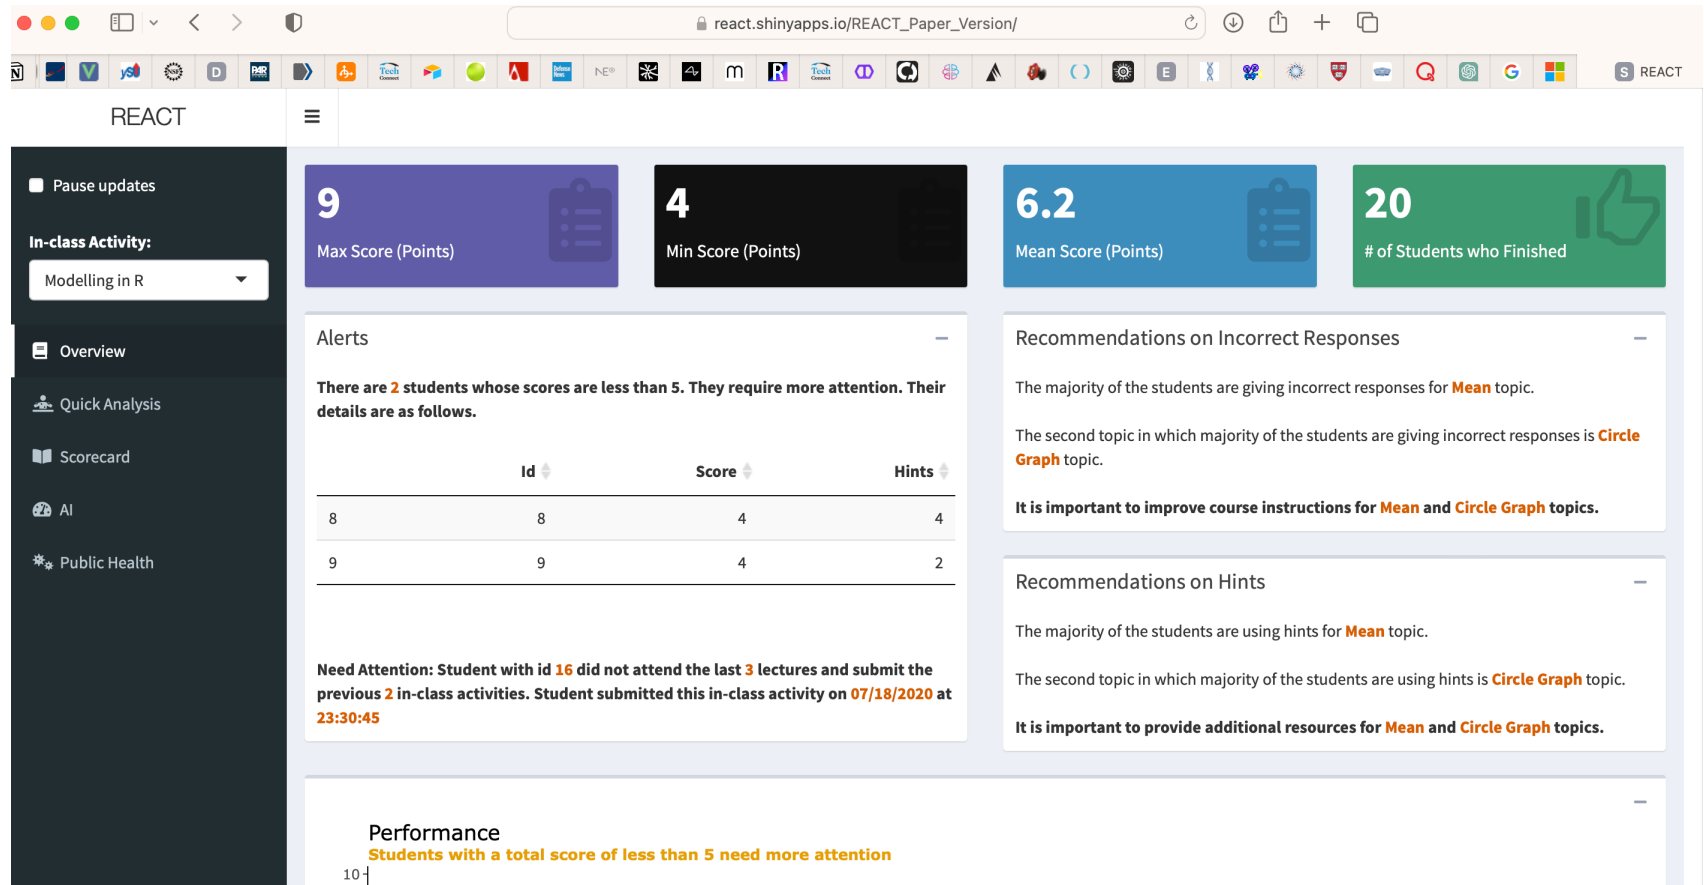 react.shinyapps.io/REACT_Paper_Version/
N
V
ysi
NSF
D
PAR
Tech
Connect
Defense
News
NE®
m
R
Tech
Connect
E
G
S REACT
REACT
Pause updates
In-class Activity:
Modelling in R
Overview
Quick Analysis
Scorecard
AI
Public Health
9
Max Score (Points)
4
Min Score (Points)
6.2
Mean Score (Points)
20
# of Students who Finished
Alerts
There are 2 students whose scores are less than 5. They require more attention. Their
details are as follows.
Id Score Hints
8 8 4 4
9 9 4 2
Need Attention: Student with id 16 did not attend the last 3 lectures and submit the
previous 2 in-class activities. Student submitted this in-class activity on 07/18/2020 at
23:30:45
Recommendations on Incorrect Responses
The majority of the students are giving incorrect responses for Mean topic.
The second topic in which majority of the students are giving incorrect responses is Circle
Graph topic.
It is important to improve course instructions for Mean and Circle Graph topics.
Recommendations on Hints
The majority of the students are using hints for Mean topic.
The second topic in which majority of the students are using hints is Circle Graph topic.
It is important to provide additional resources for Mean and Circle Graph topics.
Performance
Students with a total score of less than 5 need more attention
10